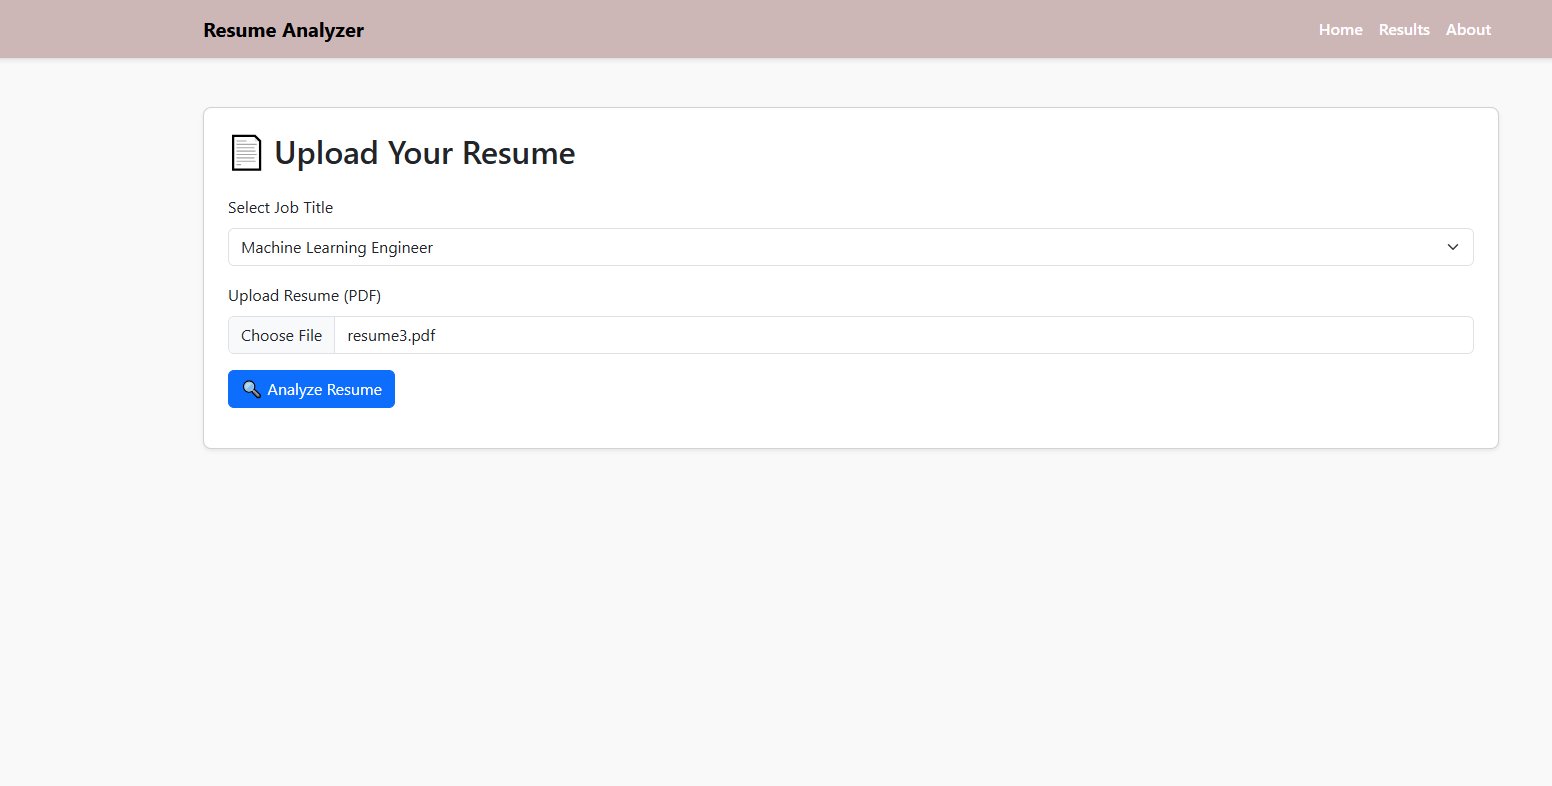 Resume Analyzer
Home Results About
Upload Your Resume
Select Job Title
Machine Learning Engineer
Upload Resume (PDF)
Choose File resume3.pdf
Analyze Resume